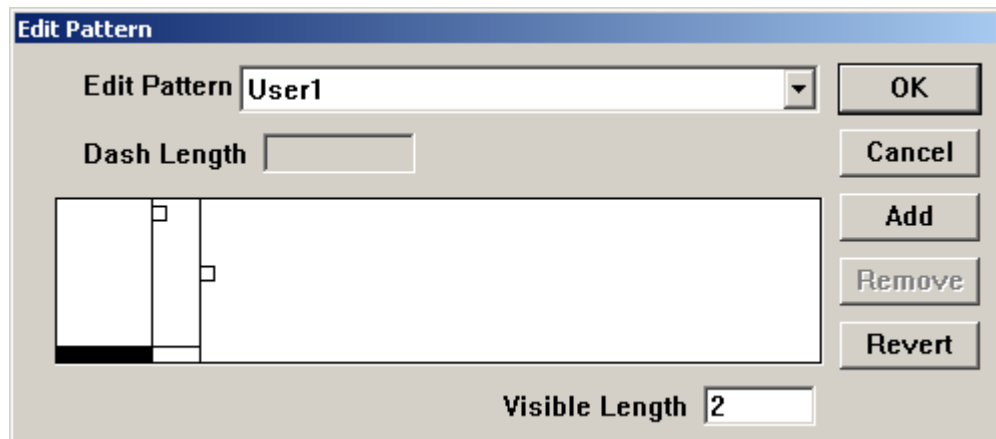 Edit Pattern
Edit Pattern User1 OK
Dash Length Cancel
Add
Remove
Revert
Visible Length 2